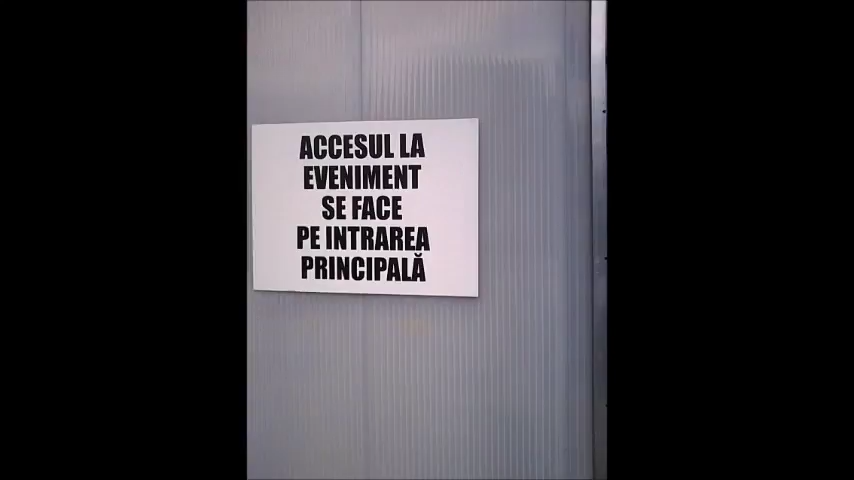 ACCESUL LA
EVENIMENT
SE FACE
PE INTRAREA
PRINCIPALĂ